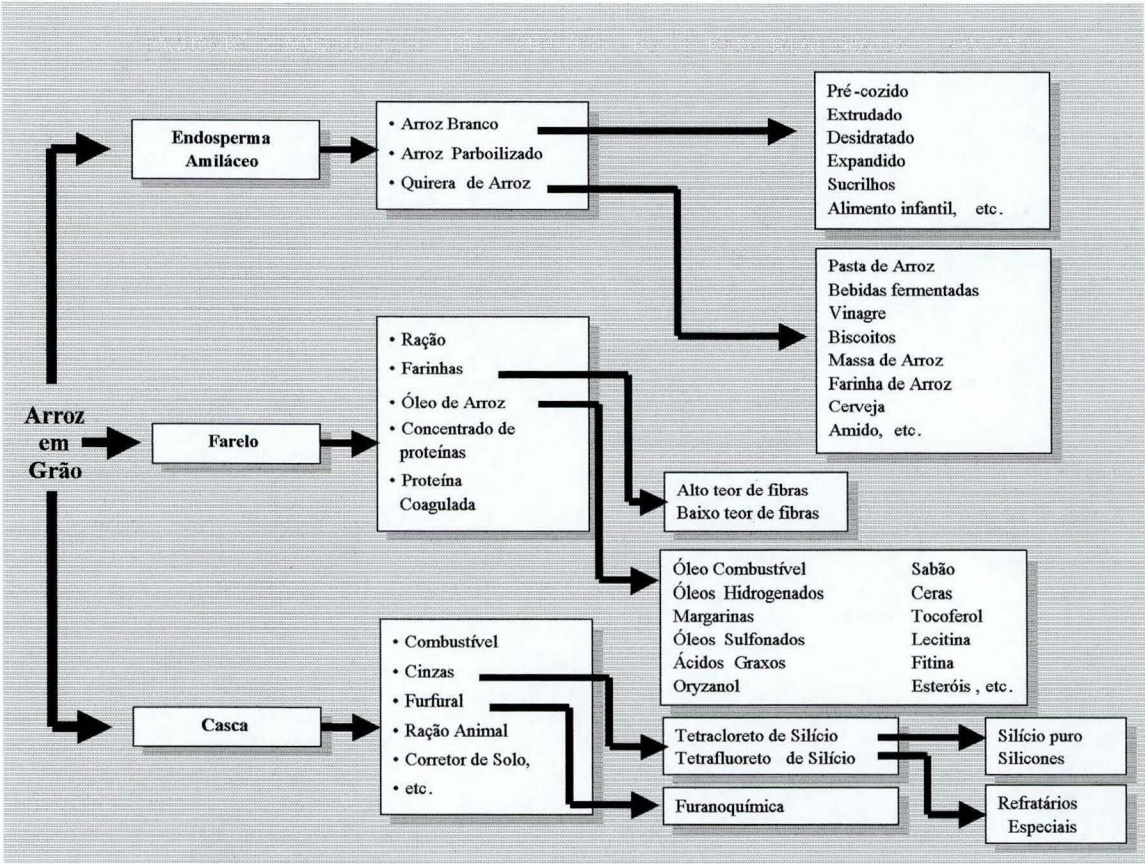 Endosperma
Amiláceo
• Arroz Branco
• Arroz Parboilizado
• Quirera de Arroz
Pré-cozido
Extrudado
Desidratado
Expandido
Sucrilhos
Alimento infantil, etc.
Pasta de Arroz
Bebidas fermentadas
Vinagre
Biscoitos
Massa de Arroz
Farinha de Arroz
Cerveja
Amido, etc.
Arroz
em
Grão
Farelo
• Ração
• Farinhas
• Óleo de Arroz
• Concentrado de
proteínas
• Proteína
Coagulada
Alto teor de fibras
Baixo teor de fibras
Óleo Combustível
Óleos Hidrogenados
Margarinas
Óleos Sulfonados
Ácidos Graxos
Oryzanol
Sabão
Ceras
Tocoferol
Lecitina
Fitina
Esteróis, etc.
Casca
• Combustível
• Cinzas
• Furfural
• Ração Animal
• Corretor de Solo,
• etc.
Tetracloreto de Silício
Tetrafluoreto de Silício
Silício puro
Silicones
Furanoquímica
Refratários
Especiais